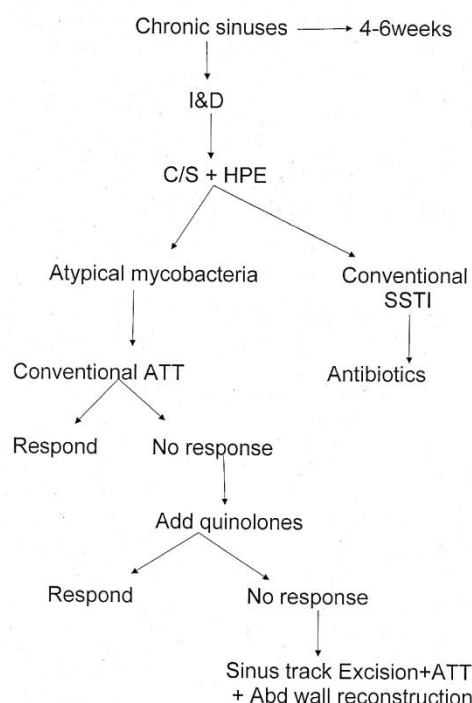 Chronic sinuses 4-6weeks
I&D
C/S + HPE
Atypical mycobacteria
Conventional
SSTI
Conventional ATT
Antibiotics
Respond No response
Add quinolones
Respond No response
Sinus track Excision+ATT
+ Abd wall reconstruction